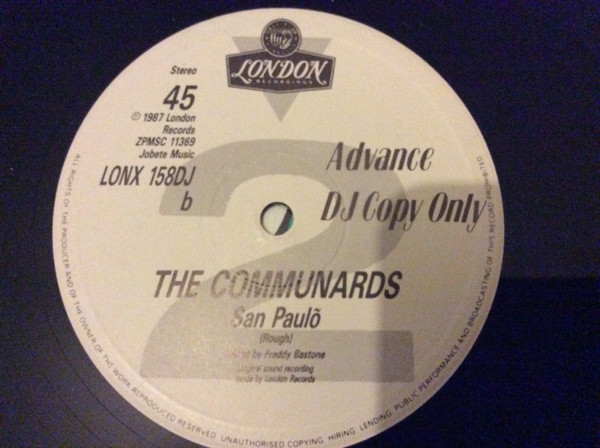 LONDON
RECORDINGS
Stereo
45
℗ 1987 London
Records
ZPMSC 11369
Jobete Music
LONX 158DJ
b
Advance
DJ Copy Only
2
THE COMMUNARDS
San Paulõ
(Rough)
by Freddy Bastone
sound recording
made by London Records
ALL RIGHTS OF THE PRODUCER AND OF THE OWNER OF THE WORK REPRODUCED RESERVED. UNAUTHORISED COPYING, HIRING, LENDING, PUBLIC PERFORMANCE AND BROADCASTING OF THIS RECORD PROHIBITED.